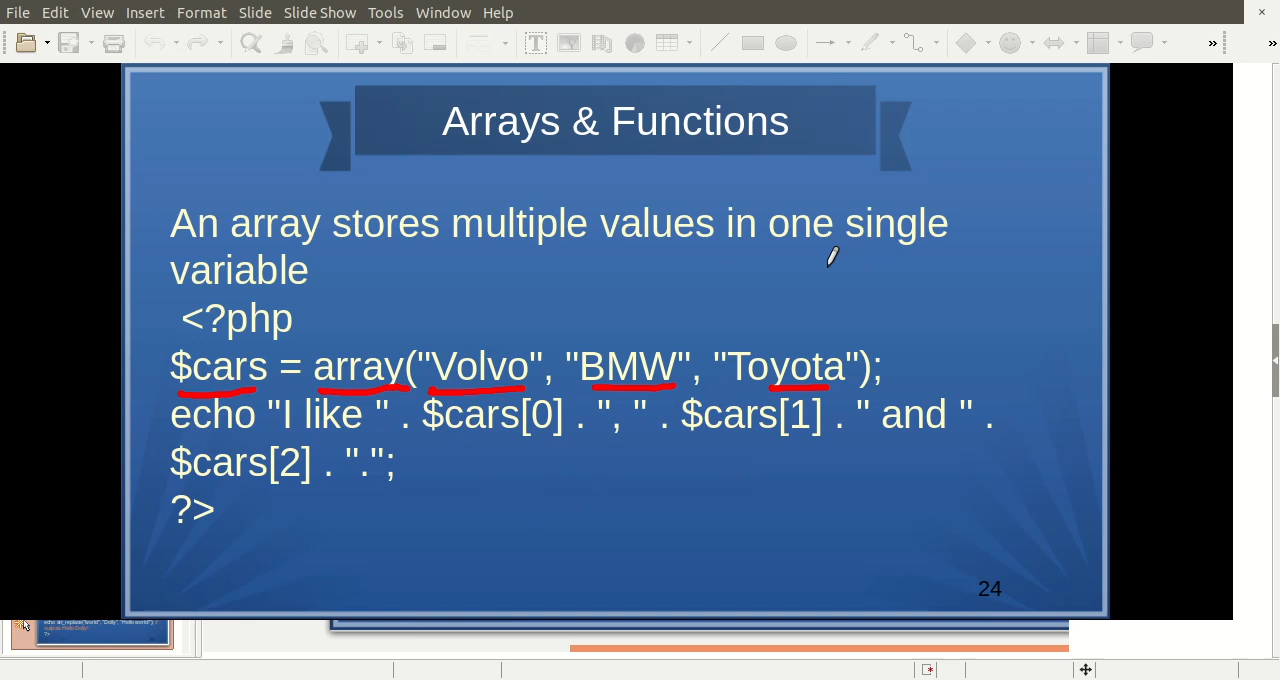 File Edit View Insert Format Slide Slide Show Tools Window Help
Arrays & Functions
An array stores multiple values in one single
variable
<?php
$cars = array("Volvo", "BMW", "Toyota");
echo "I like " . $cars[0] . ", " . $cars[1] . " and " .
$cars[2] . ".";
?>
24
?>